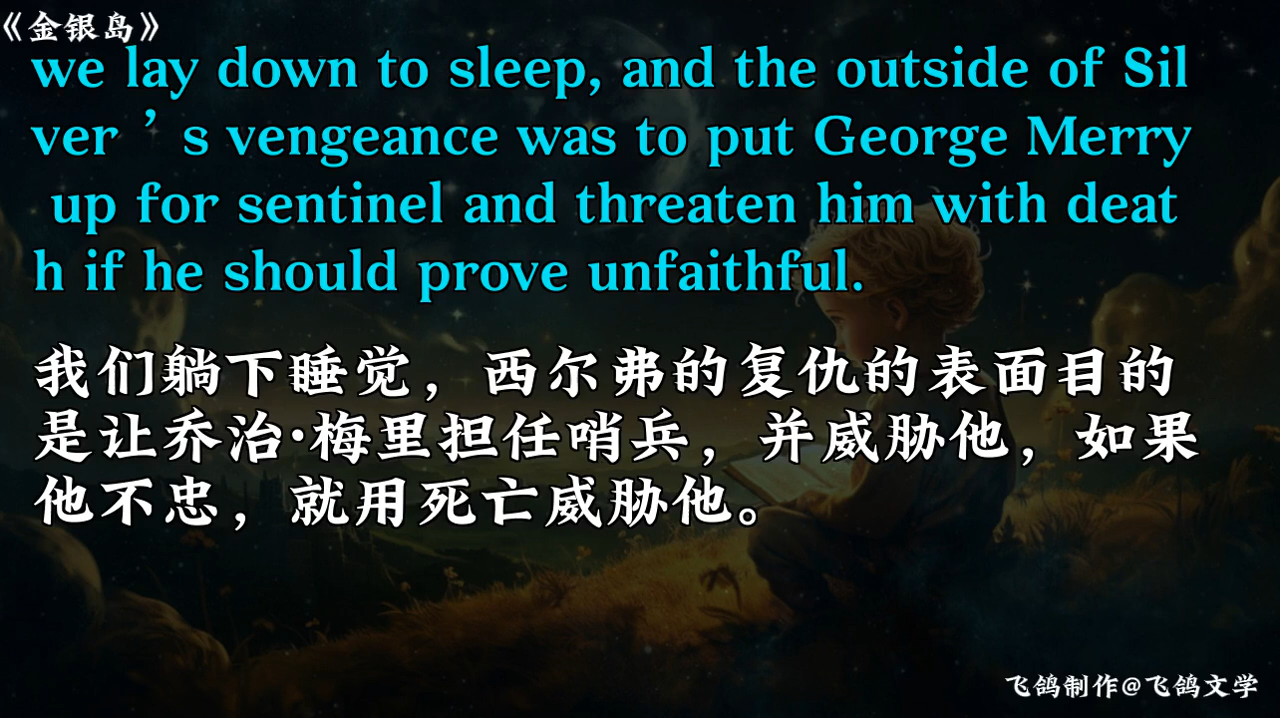 《金银岛》
we lay down to sleep, and the outside of Sil
ver ’ s vengeance was to put George Merry
up for sentinel and threaten him with deat
h if he should prove unfaithful.
我们躺下睡觉，西尔弗的复仇的表面目的
是让乔治·梅里担任哨兵，并威胁他，如果
他不忠，就用死亡威胁他。
飞鸽制作@飞鸽文学